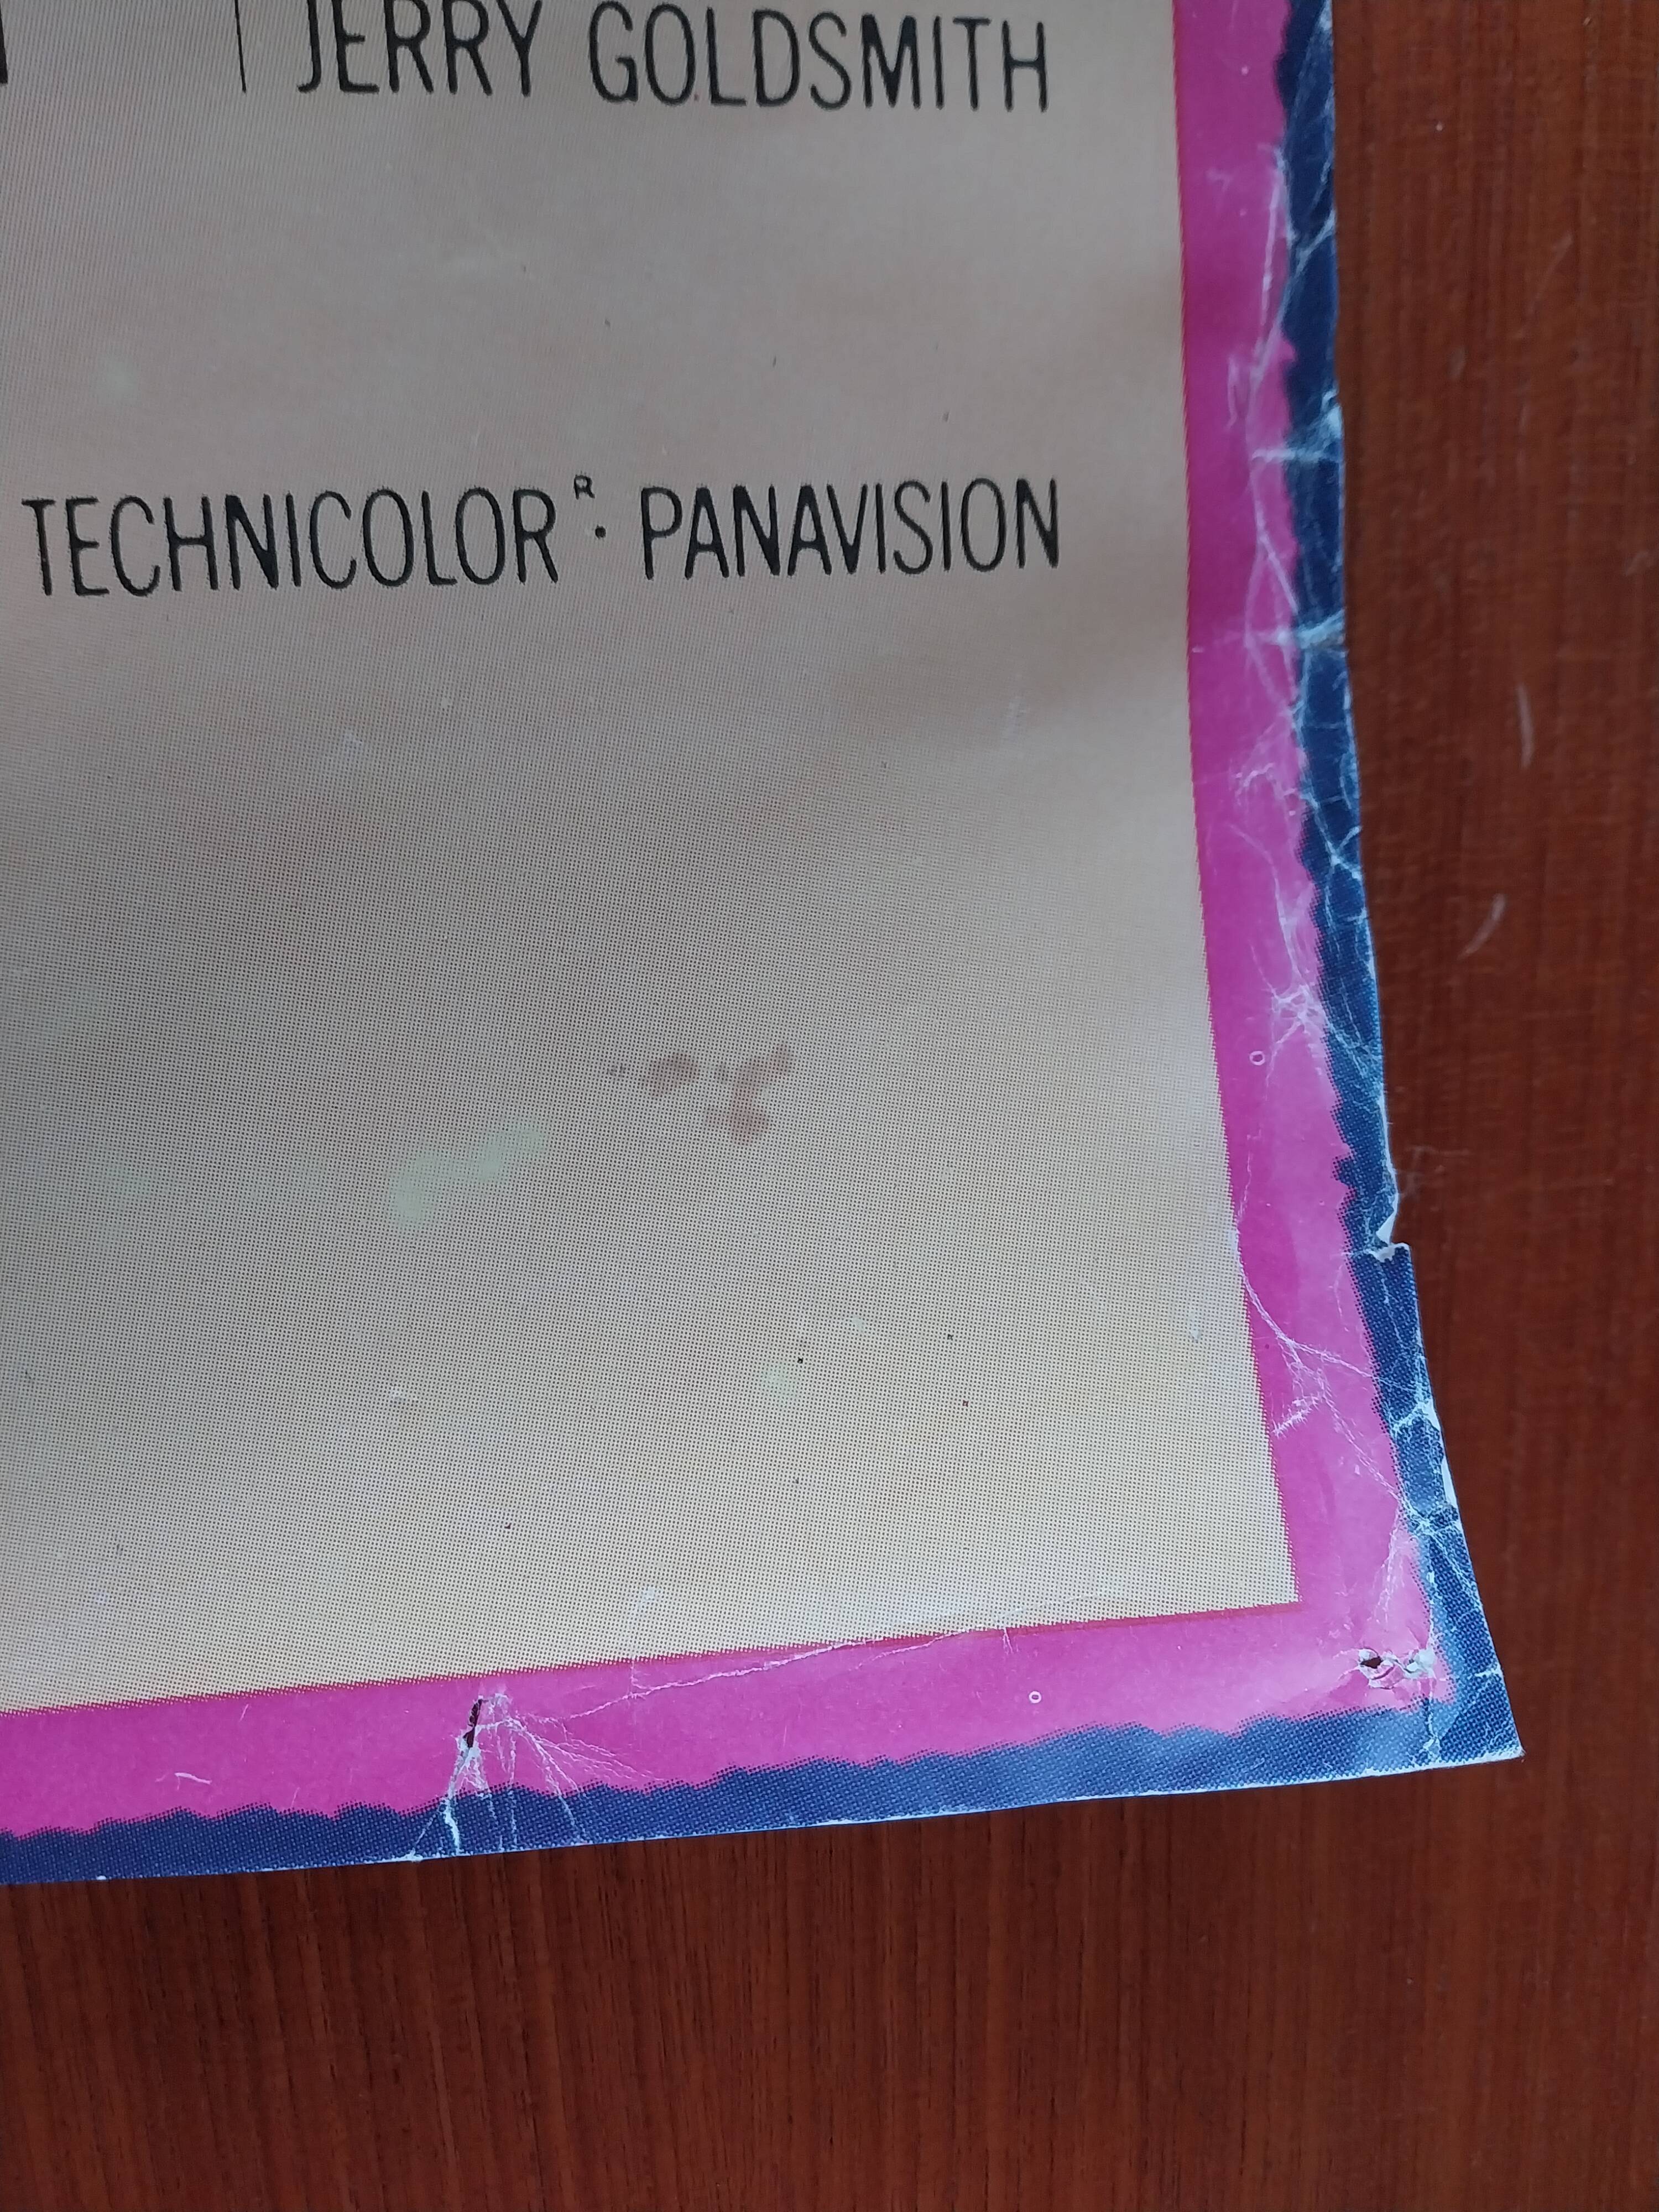 JERRY GOLDSMITH
TECHNICOLOR® · PANAVISION